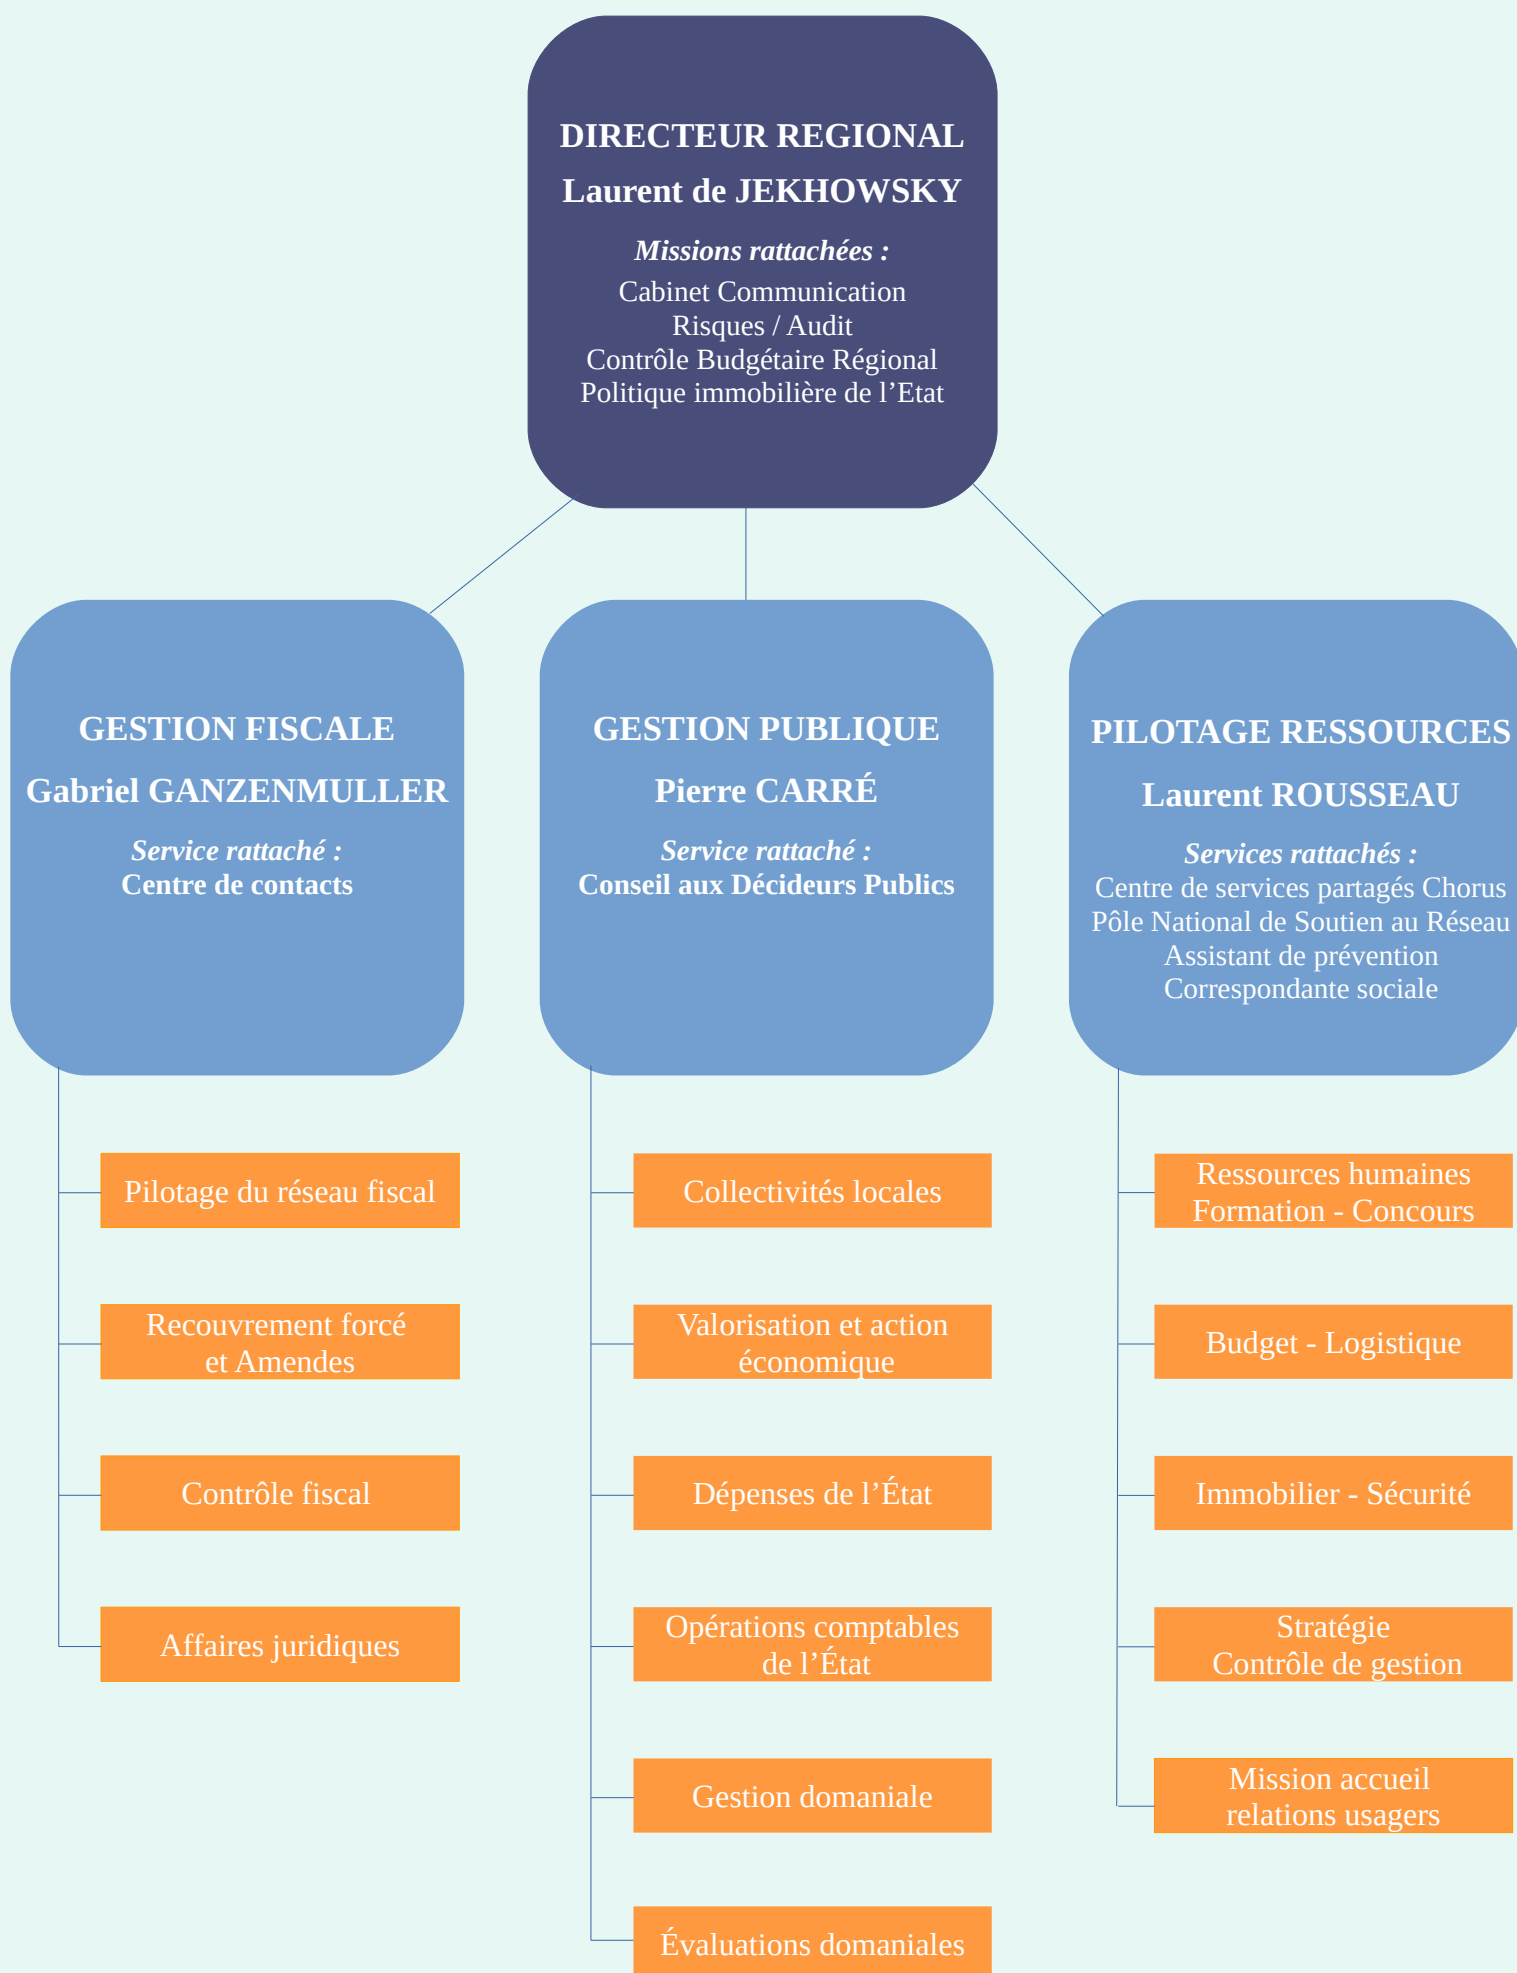 DIRECTEUR REGIONAL
Laurent de JEKHOWSKY
Missions rattachées :
Cabinet Communication
Risques / Audit
Contrôle Budgétaire Régional
Politique immobilière de l’Etat
GESTION FISCALE
Gabriel GANZENMULLER
Service rattaché :
Centre de contacts
GESTION PUBLIQUE
Pierre CARRÉ
Service rattaché :
Conseil aux Décideurs Publics
PILOTAGE RESSOURCES
Laurent ROUSSEAU
Services rattachés :
Centre de services partagés Chorus
Pôle National de Soutien au Réseau
Assistant de prévention
Correspondante sociale
Pilotage du réseau fiscal
Recouvrement forcé
et Amendes
Contrôle fiscal
Affaires juridiques
Collectivités locales
Valorisation et action
économique
Dépenses de l’État
Opérations comptables
de l’État
Gestion domaniale
Évaluations domaniales
Ressources humaines
Formation - Concours
Budget - Logistique
Immobilier - Sécurité
Stratégie
Contrôle de gestion
Mission accueil
relations usagers